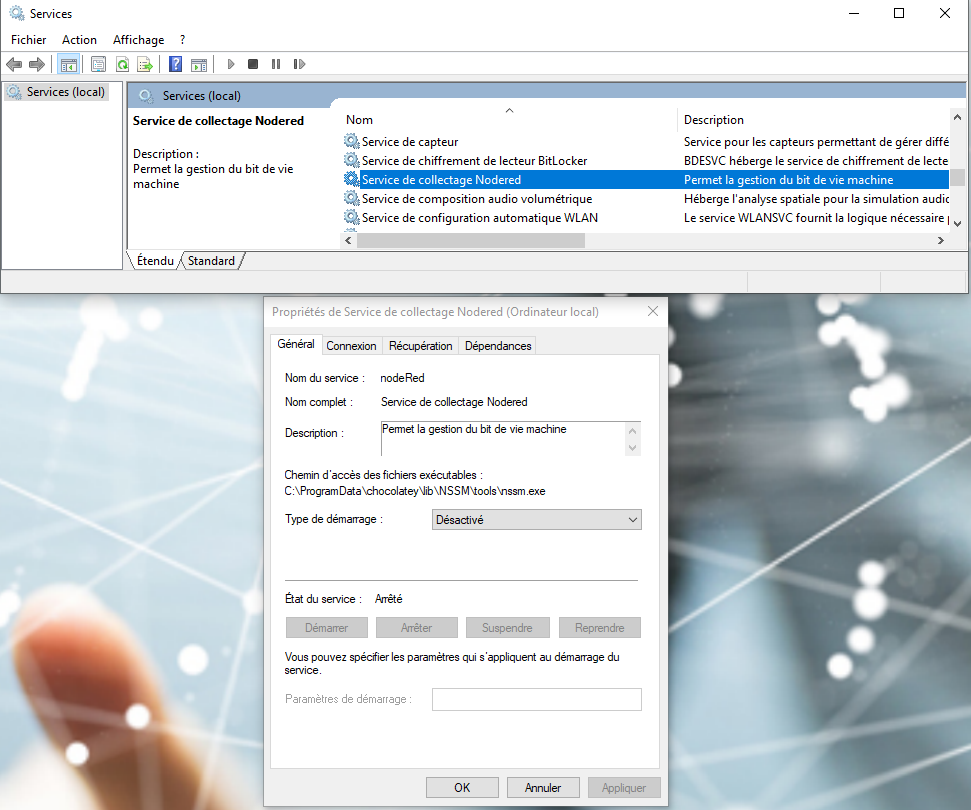 Services
Fichier Action Affichage ?
Services (local)
Services (local)
Service de collectage Nodered
Description :
Permet la gestion du bit de vie
machine
Nom Description
Service de capteur Service pour les capteurs permettant de gérer diffé
Service de chiffrement de lecteur BitLocker BDESVC héberge le service de chiffrement de lecte
Service de collectage Nodered Permet la gestion du bit de vie machine
Service de composition audio volumétrique Héberge l'analyse spatiale pour la simulation audio
Service de configuration automatique WLAN Le service WLANSVC fournit la logique nécessaire
Étendu Standard
Propriétés de Service de collectage Nodered (Ordinateur local)
Général Connexion Récupération Dépendances
Nom du service : nodeRed
Nom complet : Service de collectage Nodered
Description : Permet la gestion du bit de vie machine
Chemin d'accès des fichiers exécutables :
C:\ProgramData\chocolatey\lib\NSSM\tools\nssm.exe
Type de démarrage : Désactivé
État du service : Arrêté
Démarrer Arrêter Suspendre Reprendre
Vous pouvez spécifier les paramètres qui s'appliquent au démarrage du
service.
Paramètres de démarrage :
OK Annuler Appliquer